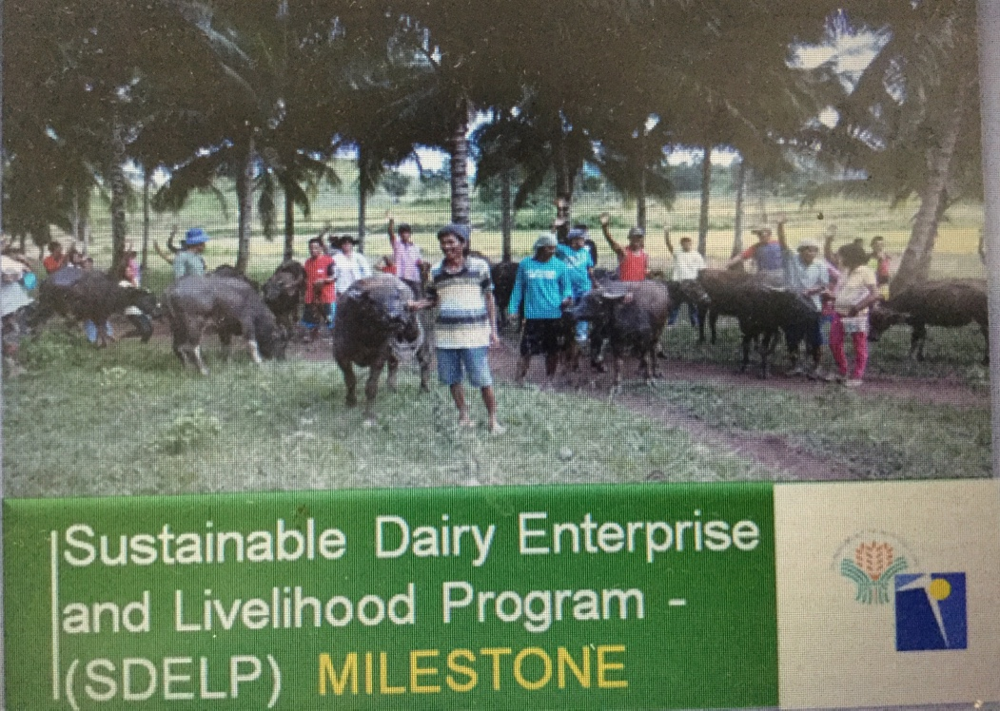 Sustainable Dairy Enterprise
and Livelihood Program -
(SDELP) MILESTONE